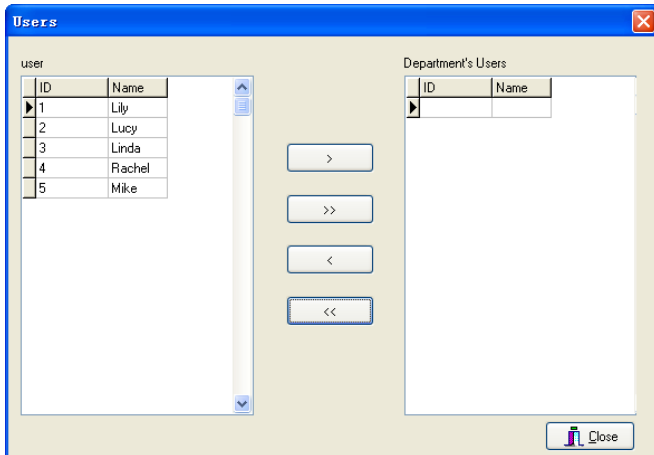 Users
user
ID Name
1 Lily
2 Lucy
3 Linda
4 Rachel
5 Mike
>
>>
<
<<
Department's Users
ID Name
Close